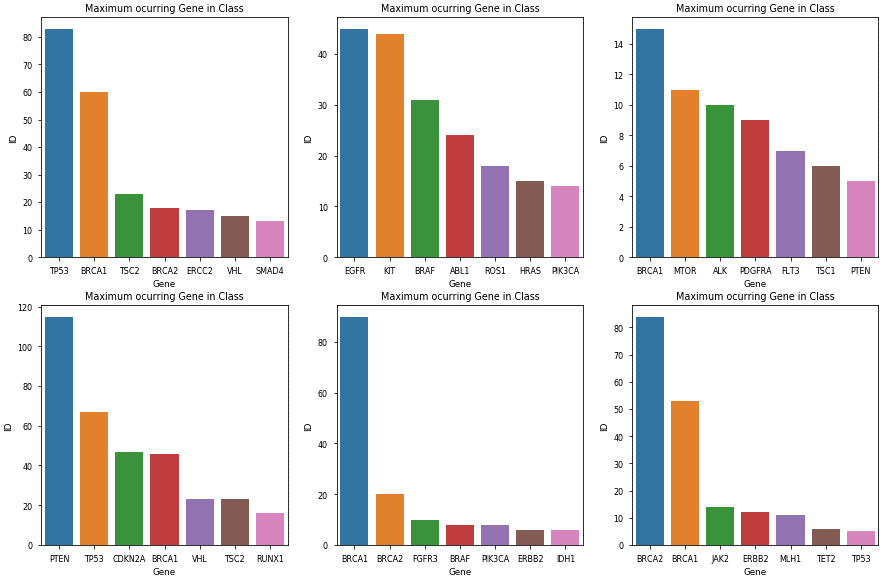 Maximum ocurring Gene in Class
80
70
60
50
40
30
20
10
0
ID
TP53 BRCA1 TSC2 BRCA2 ERCC2 VHL SMAD4
Gene
Maximum ocurring Gene in Class
40
30
20
10
0
ID
EGFR KIT BRAF ABL1 ROS1 HRAS PIK3CA
Gene
Maximum ocurring Gene in Class
14
12
10
8
6
4
2
0
ID
BRCA1 MTOR ALK PDGFRA FLT3 TSC1 PTEN
Gene
Maximum ocurring Gene in Class
120
100
80
60
40
20
0
ID
PTEN TP53 CDKN2A BRCA1 VHL TSC2 RUNX1
Gene
Maximum ocurring Gene in Class
80
60
40
20
0
ID
BRCA1 BRCA2 FGFR3 BRAF PIK3CA ERBB2 IDH1
Gene
Maximum ocurring Gene in Class
80
70
60
50
40
30
20
10
0
ID
BRCA2 BRCA1 JAK2 ERBB2 MLH1 TET2 TP53
Gene